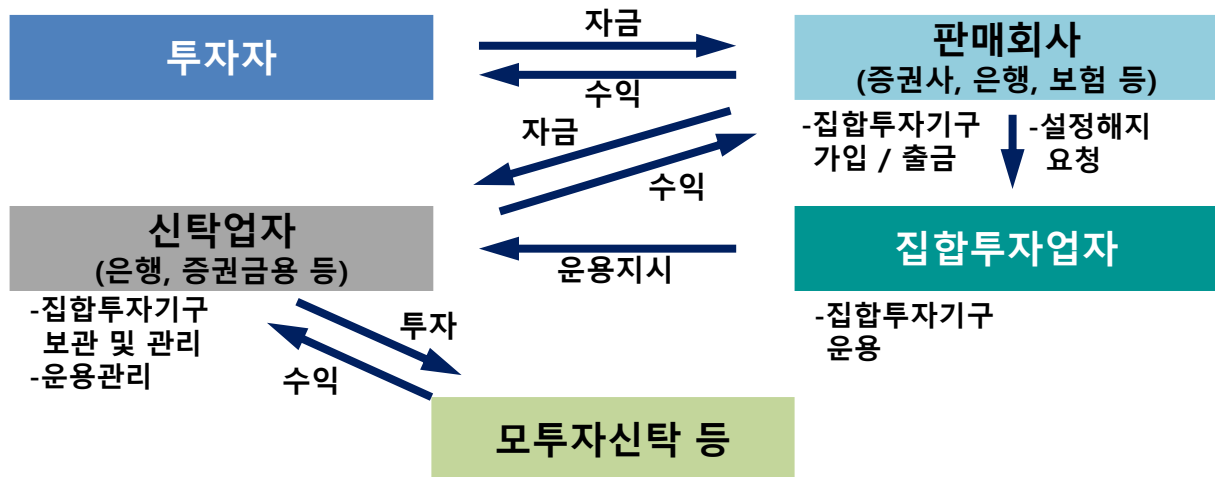 투자자
자금
수익
판매회사
(증권사, 은행, 보험 등)
자금
수익
-집합투자기구
가입 / 출금
-설정해지
요청
신탁업자
(은행, 증권금융 등)
운용지시
집합투자업자
-집합투자기구
보관 및 관리
-운용관리
투자
수익
-집합투자기구
운용
모투자신탁 등